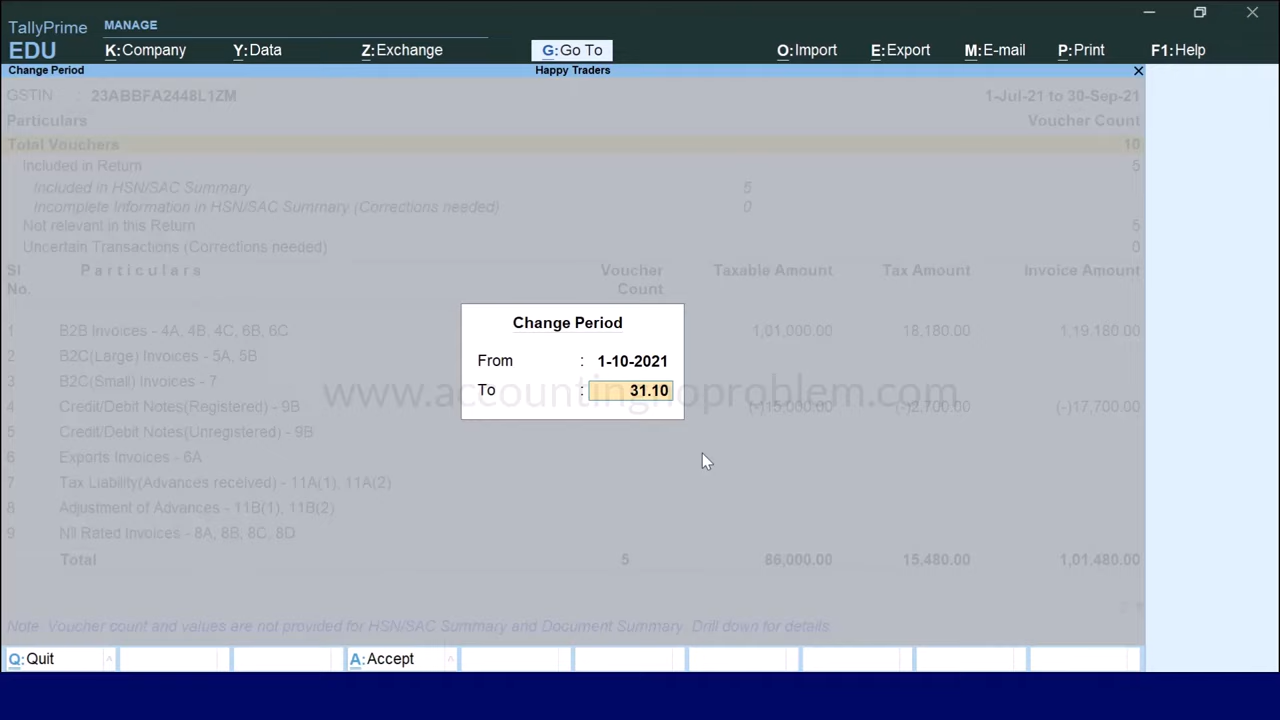 TallyPrime MANAGE
EDU K:Company Y:Data Z:Exchange G:Go To O:Import E:Export M:E-mail P:Print F1:Help
Change Period Happy Traders
GSTIN : 23ABBFA2448L1ZM 1-Jul-21 to 30-Sep-21
Particulars Voucher Count
Total Vouchers 10
Included in Return 5
Included in HSN/SAC Summary 5
Incomplete Information in HSN/SAC Summary (Corrections needed) 0
Not relevant in this Return 5
Uncertain Transactions (Corrections needed) 0
Sl Particulars Voucher Taxable Amount Tax Amount Invoice Amount
No. Count
Change Period
1 B2B Invoices - 4A, 4B, 4C, 6B, 6C 1,01,000.00 18,180.00 1,19,180.00
2 B2C(Large) Invoices - 5A, 5B
From : 1-10-2021
3 B2C(Small) Invoices - 7
To : 31.10
www.accountingnoproblem.com
4 Credit/Debit Notes(Registered) - 9B (-)15,000.00 (-)2,700.00 (-)17,700.00
5 Credit/Debit Notes(Unregistered) - 9B
6 Exports Invoices - 6A
7 Tax Liability(Advances received) - 11A(1), 11A(2)
8 Adjustment of Advances - 11B(1), 11B(2)
9 Nil Rated Invoices - 8A, 8B, 8C, 8D
Total 5 86,000.00 15,480.00 1,01,480.00
Note: Voucher count and values are not provided for HSN/SAC Summary and Document Summary. Drill down for details.
Q:Quit A:Accept